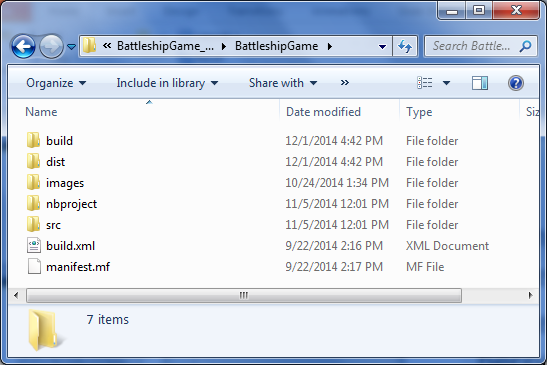 « BattleshipGame_... ▸ BattleshipGame ▸ Search Battle...
Organize ▾ Include in library ▾ Share with ▾ »
Name Date modified Type Siz
build 12/1/2014 4:42 PM File folder
dist 12/1/2014 4:42 PM File folder
images 10/24/2014 1:34 PM File folder
nbproject 11/5/2014 12:01 PM File folder
src 11/5/2014 12:01 PM File folder
build.xml 9/22/2014 2:16 PM XML Document
manifest.mf 9/22/2014 2:17 PM MF File
7 items